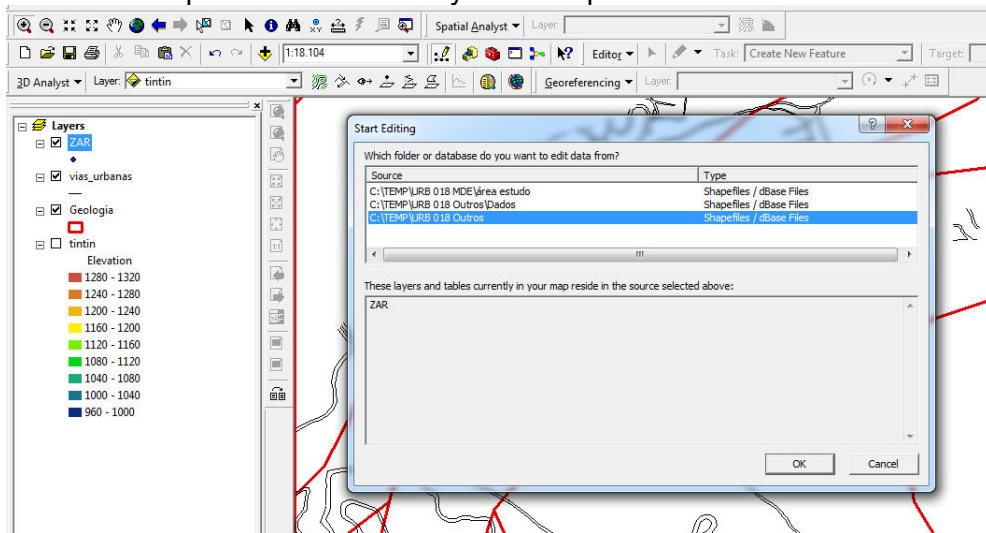 Spatial Analyst Layer:
1:18.104 Editor Task: Create New Feature Target:
3D Analyst Layer: tintin Georeferencing Layer:
Layers
ZAR
vias_urbanas
Geologia
tintin
Elevation
1280 - 1320
1240 - 1280
1200 - 1240
1160 - 1200
1120 - 1160
1080 - 1120
1040 - 1080
1000 - 1040
960 - 1000
Start Editing
Which folder or database do you want to edit data from?
Source Type
C:\TEMP\URB 018 MDE\área estudo Shapefiles / dBase Files
C:\TEMP\URB 018 Outros\Dados Shapefiles / dBase Files
C:\TEMP\URB 018 Outros Shapefiles / dBase Files
These layers and tables currently in your map reside in the source selected above:
ZAR
OK Cancel